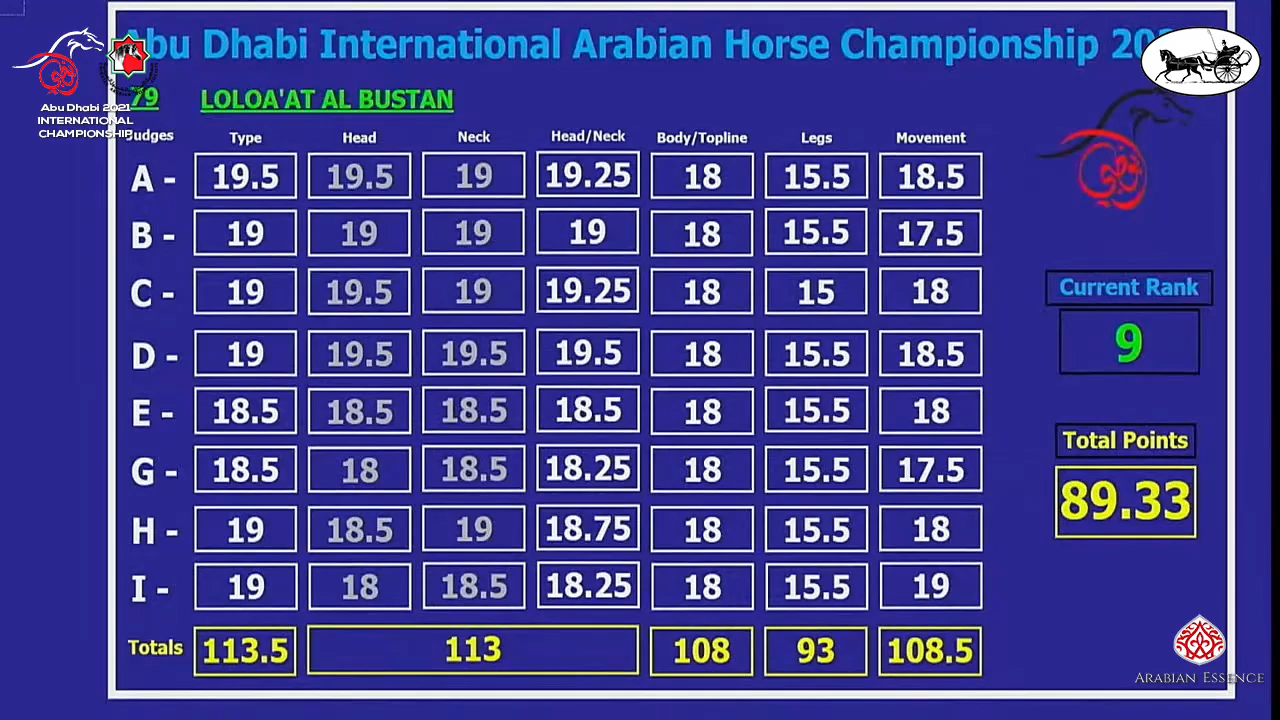 Abu Dhabi International Arabian Horse Championship 20
79 LOLOA'AT AL BUSTAN
Abu Dhabi 2021
INTERNATIONAL
CHAMPIONSHIP
Judges Type Head Neck Head/Neck Body/Topline Legs Movement
A - 19.5 19.5 19 19.25 18 15.5 18.5
B - 19 19 19 19 18 15.5 17.5
C - 19 19.5 19 19.25 18 15 18
Current Rank
D - 19 19.5 19.5 19.5 18 15.5 18.5
9
E - 18.5 18.5 18.5 18.5 18 15.5 18
Total Points
G - 18.5 18 18.5 18.25 18 15.5 17.5
89.33
H - 19 18.5 19 18.75 18 15.5 18
I - 19 18 18.5 18.25 18 15.5 19
Totals 113.5 113 108 93 108.5
ARABIAN ESSENCE